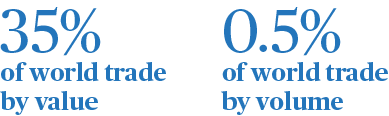 35%
of world trade
by value
0.5%
of world trade
by volume